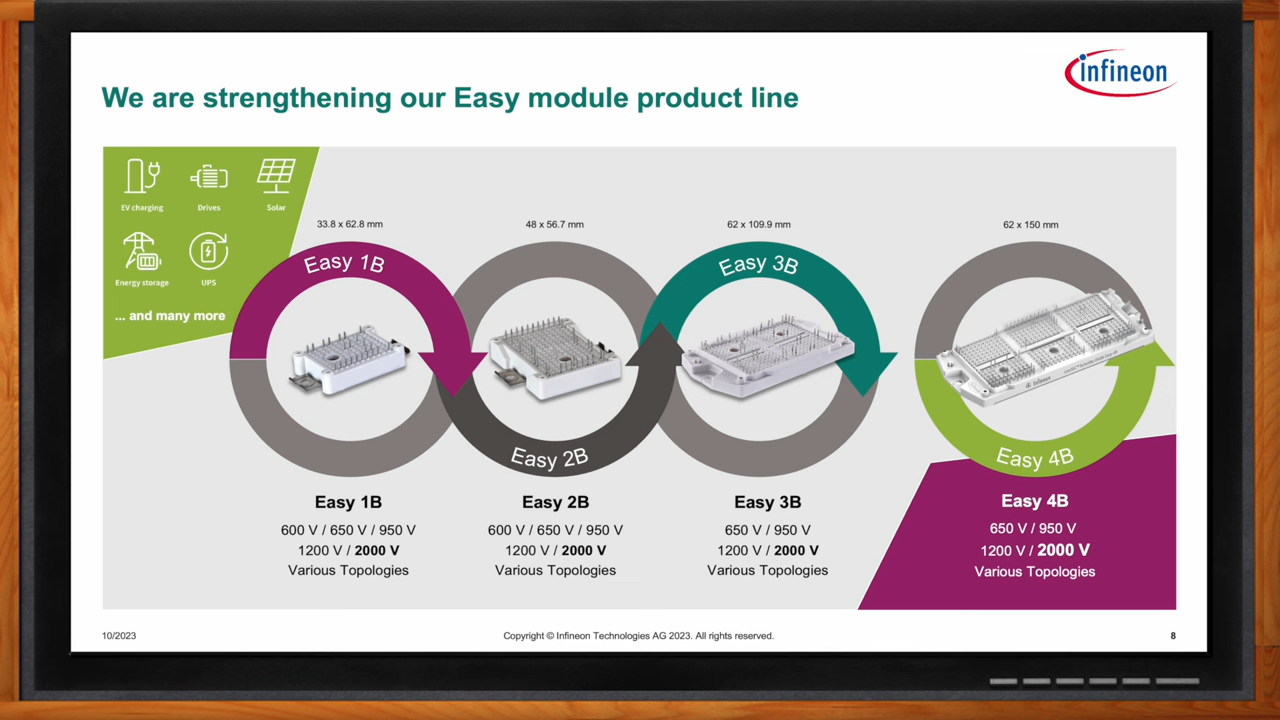 infineon
We are strengthening our Easy module product line
EV charging
Drives
Solar
Energy storage
UPS
... and many more
33.8 x 62.8 mm
48 x 56.7 mm
62 x 109.9 mm
62 x 150 mm
Easy 1B
Easy 2B
Easy 3B
Easy 4B
infineon
Easy 1B
600 V / 650 V / 950 V
1200 V / 2000 V
Various Topologies
Easy 2B
600 V / 650 V / 950 V
1200 V / 2000 V
Various Topologies
Easy 3B
650 V / 950 V
1200 V / 2000 V
Various Topologies
Easy 4B
650 V / 950 V
1200 V / 2000 V
Various Topologies
10/2023
Copyright © Infineon Technologies AG 2023. All rights reserved.
8